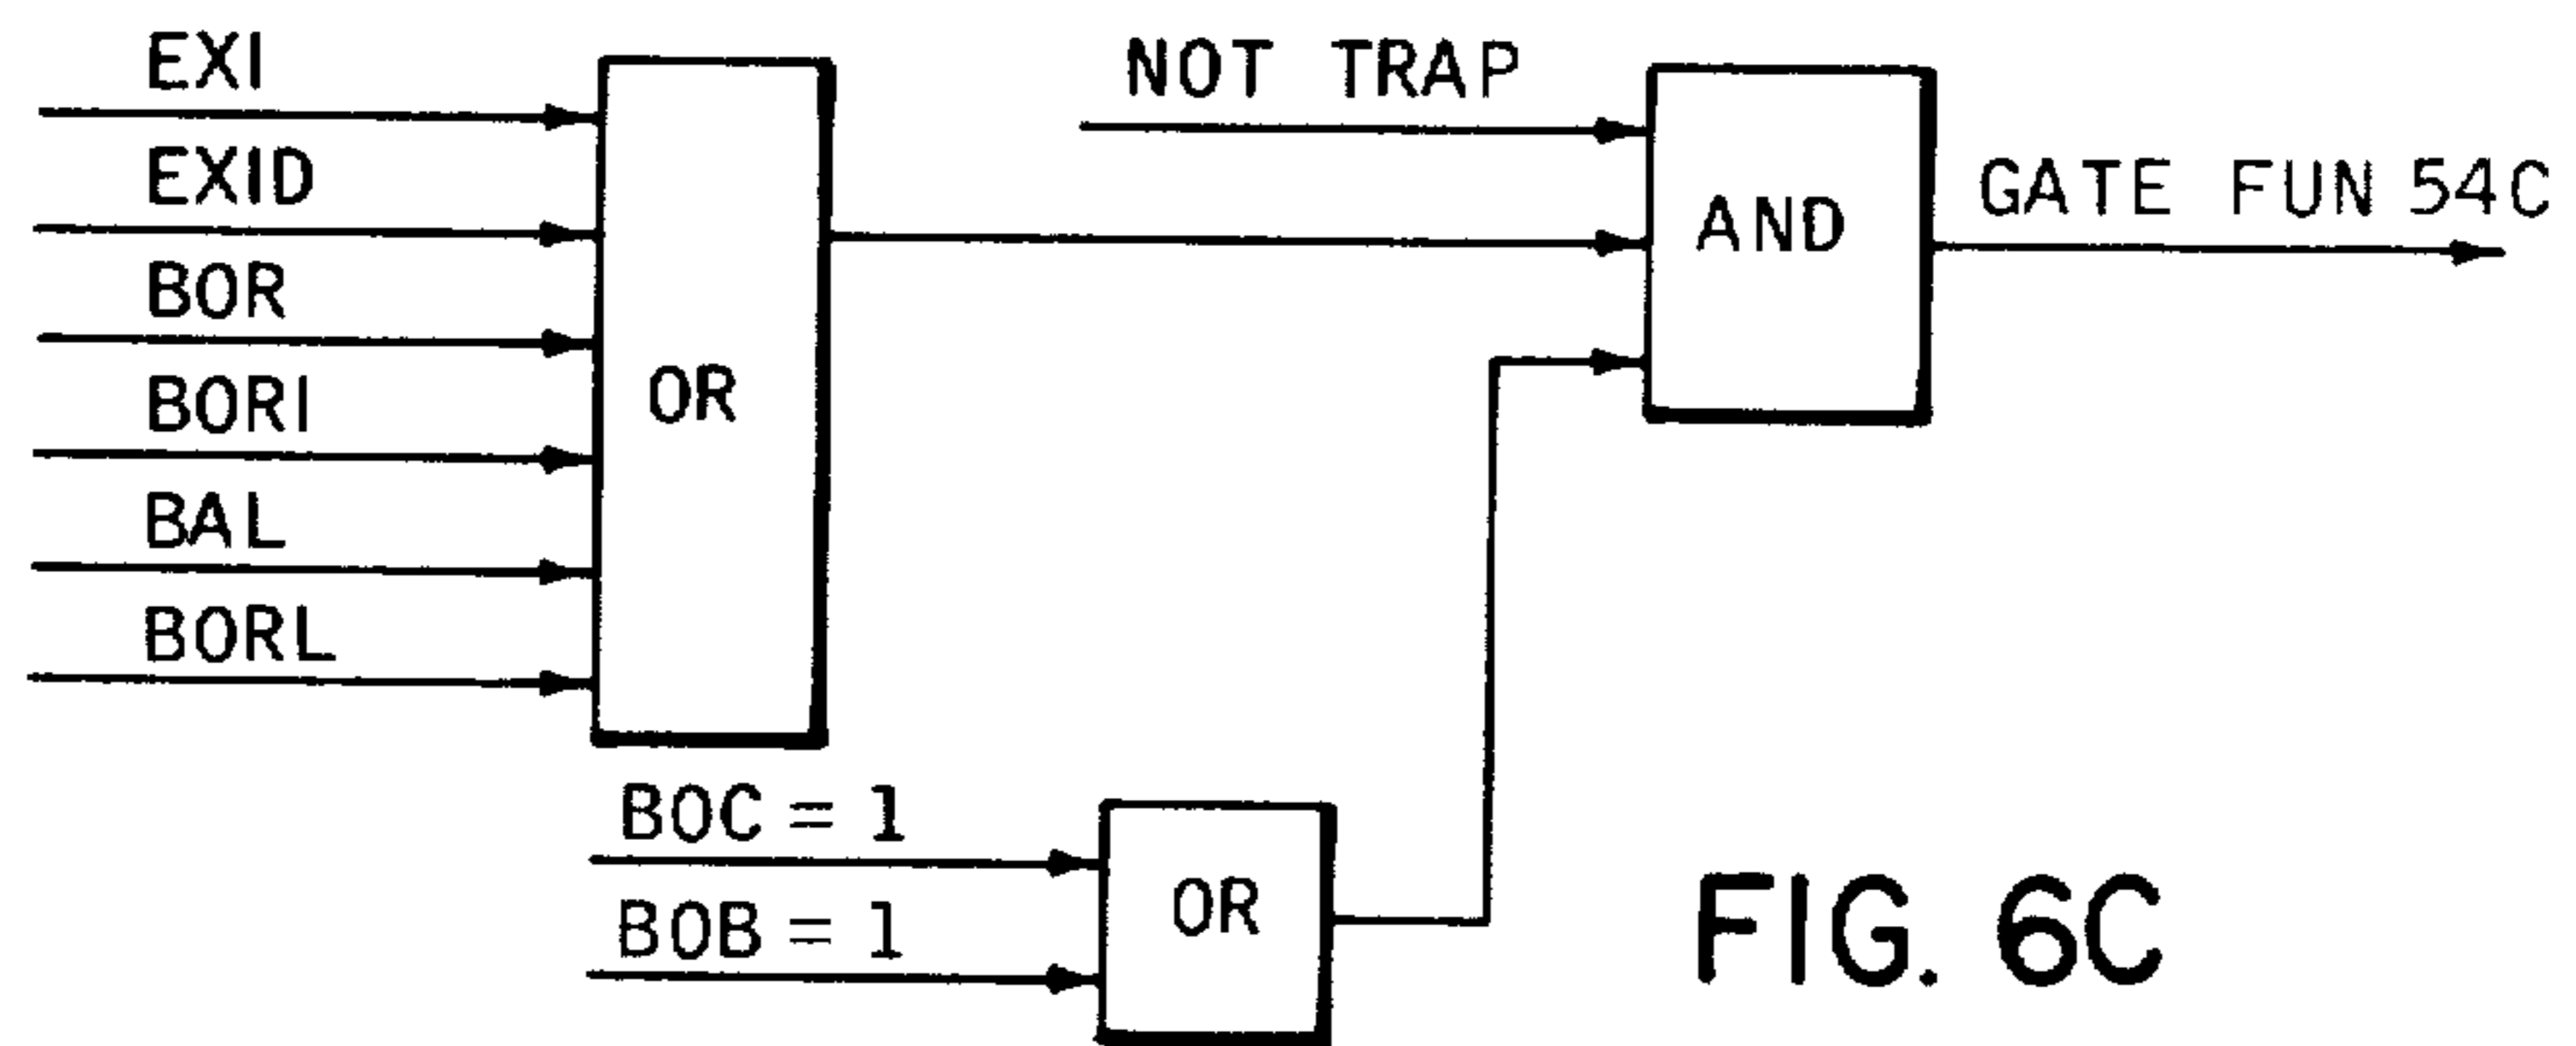 EXI
EXID
BOR
BORI
BAL
BORL
OR
NOT TRAP
AND
GATE FUN 54C
BOC = 1
BOB = 1
OR
FIG. 6C